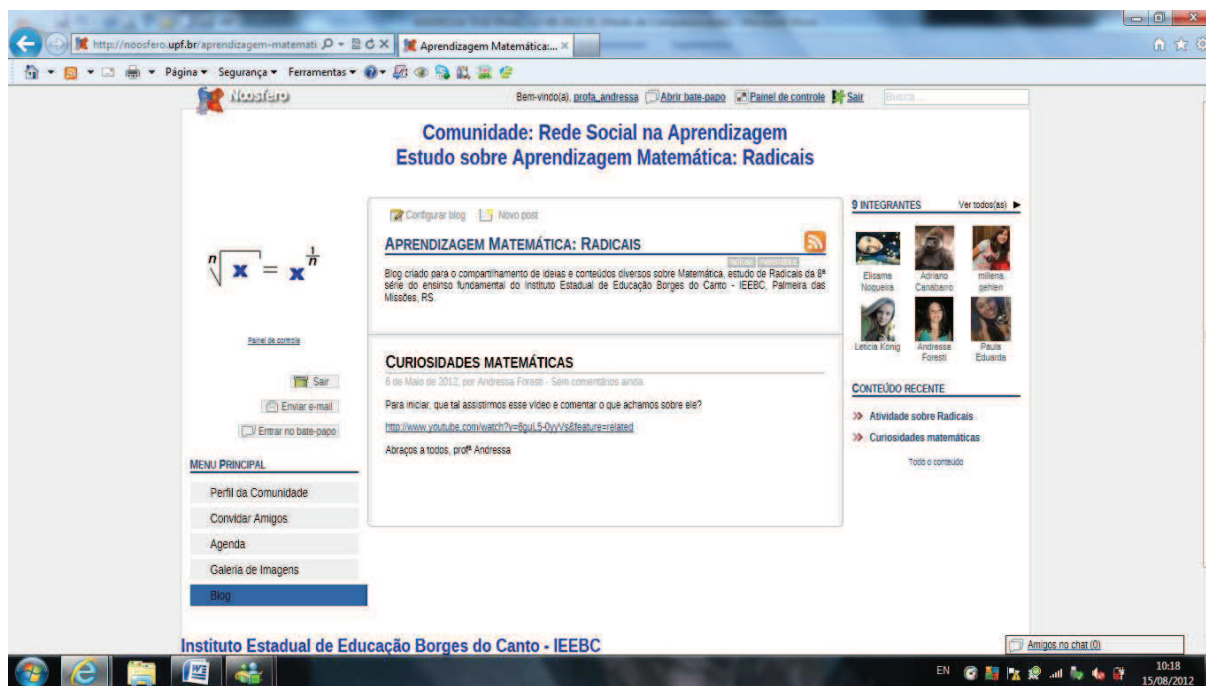 http://noosfero.upf.br/aprendizagem-matemati
Aprendizagem Matemática:...
Página Segurança Ferramentas
Noosfero
Bem-vindo(a), profa_andressa Abrir bate-papo Painel de controle Sair Busca ...
Comunidade: Rede Social na Aprendizagem
Estudo sobre Aprendizagem Matemática: Radicais
n√x = x^(1/n)
Painel de controle
Sair
Enviar e-mail
Entrar no bate-papo
MENU PRINCIPAL
Perfil da Comunidade
Convidar Amigos
Agenda
Galeria de Imagens
Blog
Configurar blog Novo post
APRENDIZAGEM MATEMÁTICA: RADICAIS
radicais matemática
Blog criado para o compartilhamento de ideias e conteúdos diversos sobre Matemática, estudo de Radicais da 8ª
série do ensinso fundamental do Instituto Estadual de Educação Borges do Canto - IEEBC, Palmeira das
Missões, RS.
CURIOSIDADES MATEMÁTICAS
6 de Maio de 2012, por Andressa Foresti - Sem comentários ainda.
Para iniciar, que tal assistirmos esse vídeo e comentar o que achamos sobre ele?
http://www.youtube.com/watch?v=6guL5-0yyVs&feature=related
Abraços a todos, profª Andressa
9 INTEGRANTES Ver todos(as)
Elisama Nogueira
Adriano Canabarro
milena. gehlen
Leticia Konig
Andressa Foresti
Paula Eduarda
CONTEÚDO RECENTE
Atividade sobre Radicais
Curiosidades matemáticas
Todo o conteúdo
Instituto Estadual de Educação Borges do Canto - IEEBC
Amigos no chat (0)
EN
10:18
15/08/2012